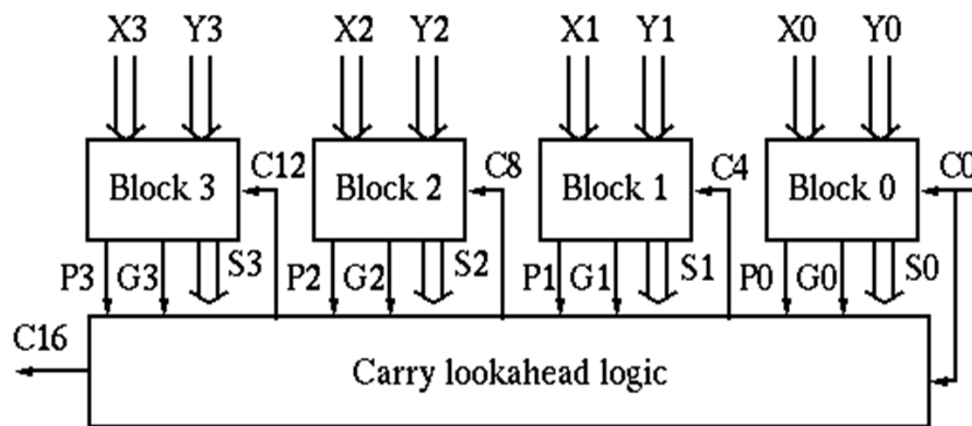 X3 Y3 X2 Y2 X1 Y1 X0 Y0
Block 3 C12 Block 2 C8 Block 1 C4 Block 0 C0
P3 G3 S3 P2 G2 S2 P1 G1 S1 P0 G0 S0
C16
Carry lookahead logic